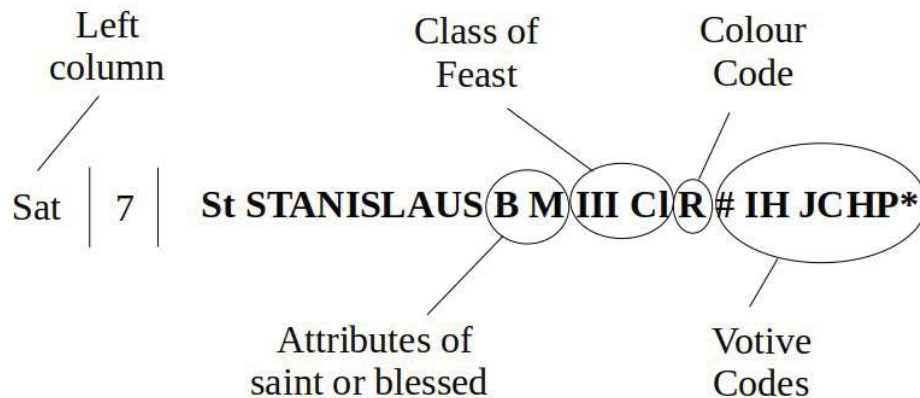 Left
column
Class of
Feast
Colour
Code
Sat 7 St STANISLAUS B M III Cl R # IH JCHP*
Attributes of
saint or blessed
Votive
Codes